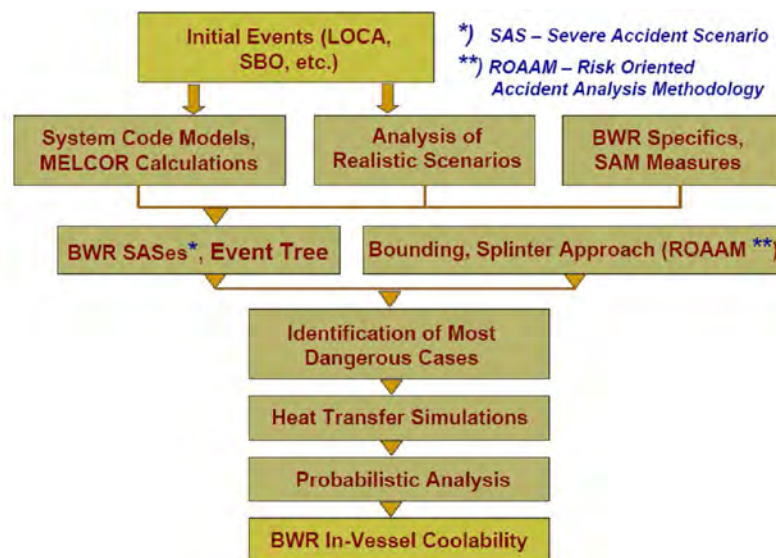 Initial Events (LOCA,
SBO, etc.)
*) SAS – Severe Accident Scenario
**) ROAAM – Risk Oriented
Accident Analysis Methodology
System Code Models,
MELCOR Calculations
Analysis of
Realistic Scenarios
BWR Specifics,
SAM Measures
BWR SASes*, Event Tree
Bounding, Splinter Approach (ROAAM **)
Identification of Most
Dangerous Cases
Heat Transfer Simulations
Probabilistic Analysis
BWR In-Vessel Coolability